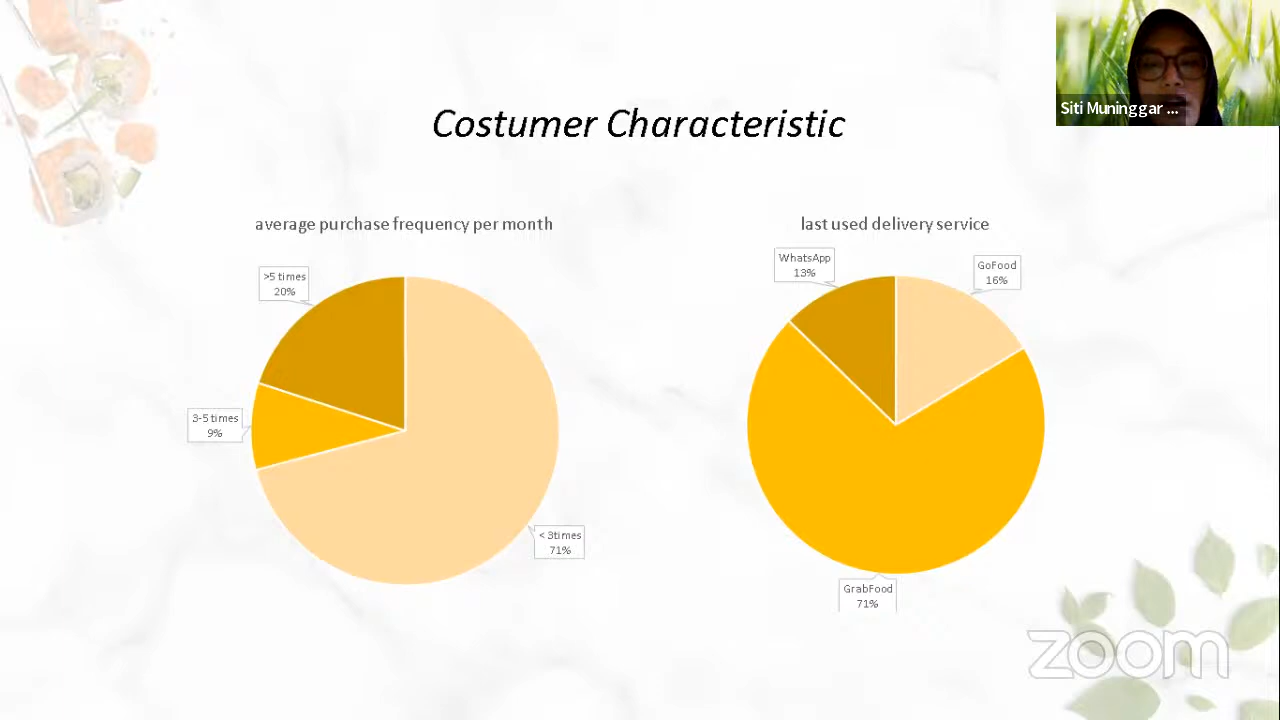 Siti Muninggar ...
Costumer Characteristic
average purchase frequency per month
>5 times
20%
3-5 times
9%
< 3times
71%
last used delivery service
WhatsApp
13%
GoFood
16%
GrabFood
71%
zoom